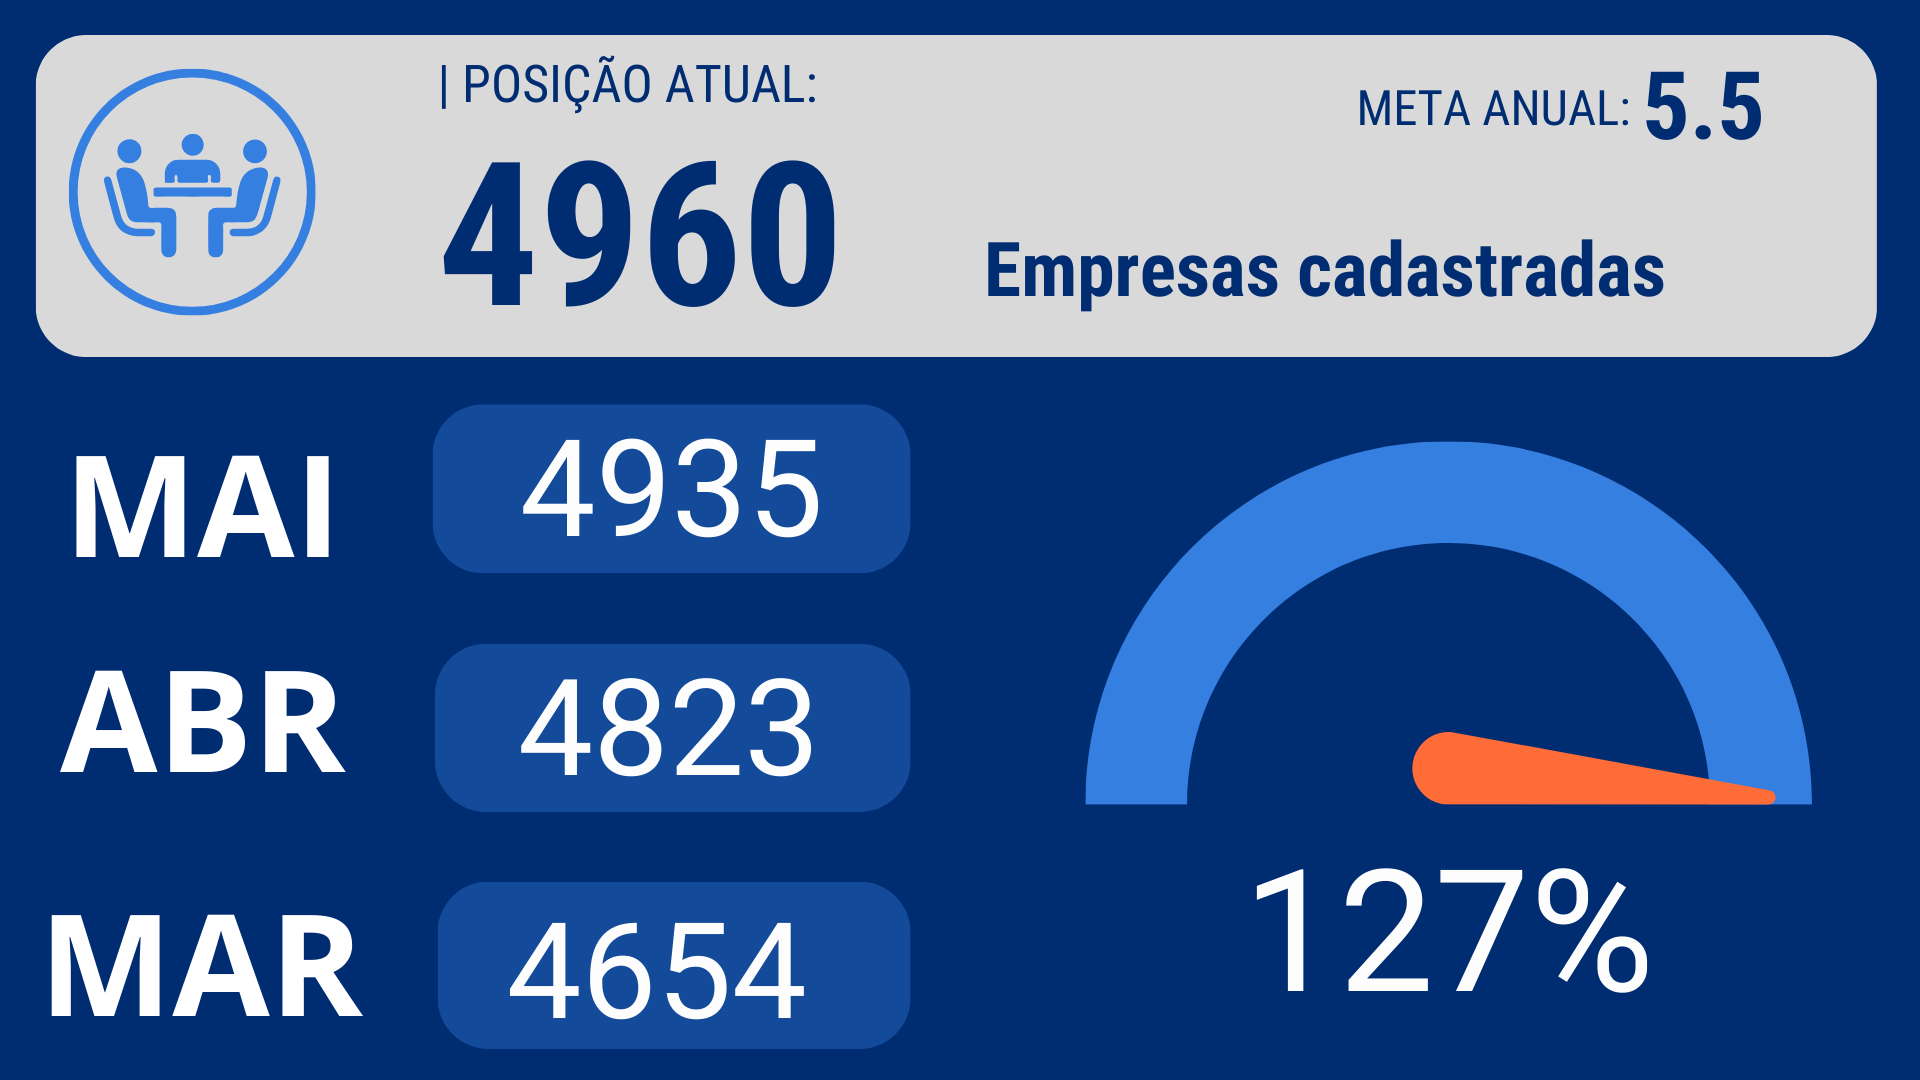 | POSIÇÃO ATUAL:
META ANUAL: 5.5
4960
Empresas cadastradas
MAI 4935
ABR 4823
MAR 4654
127%